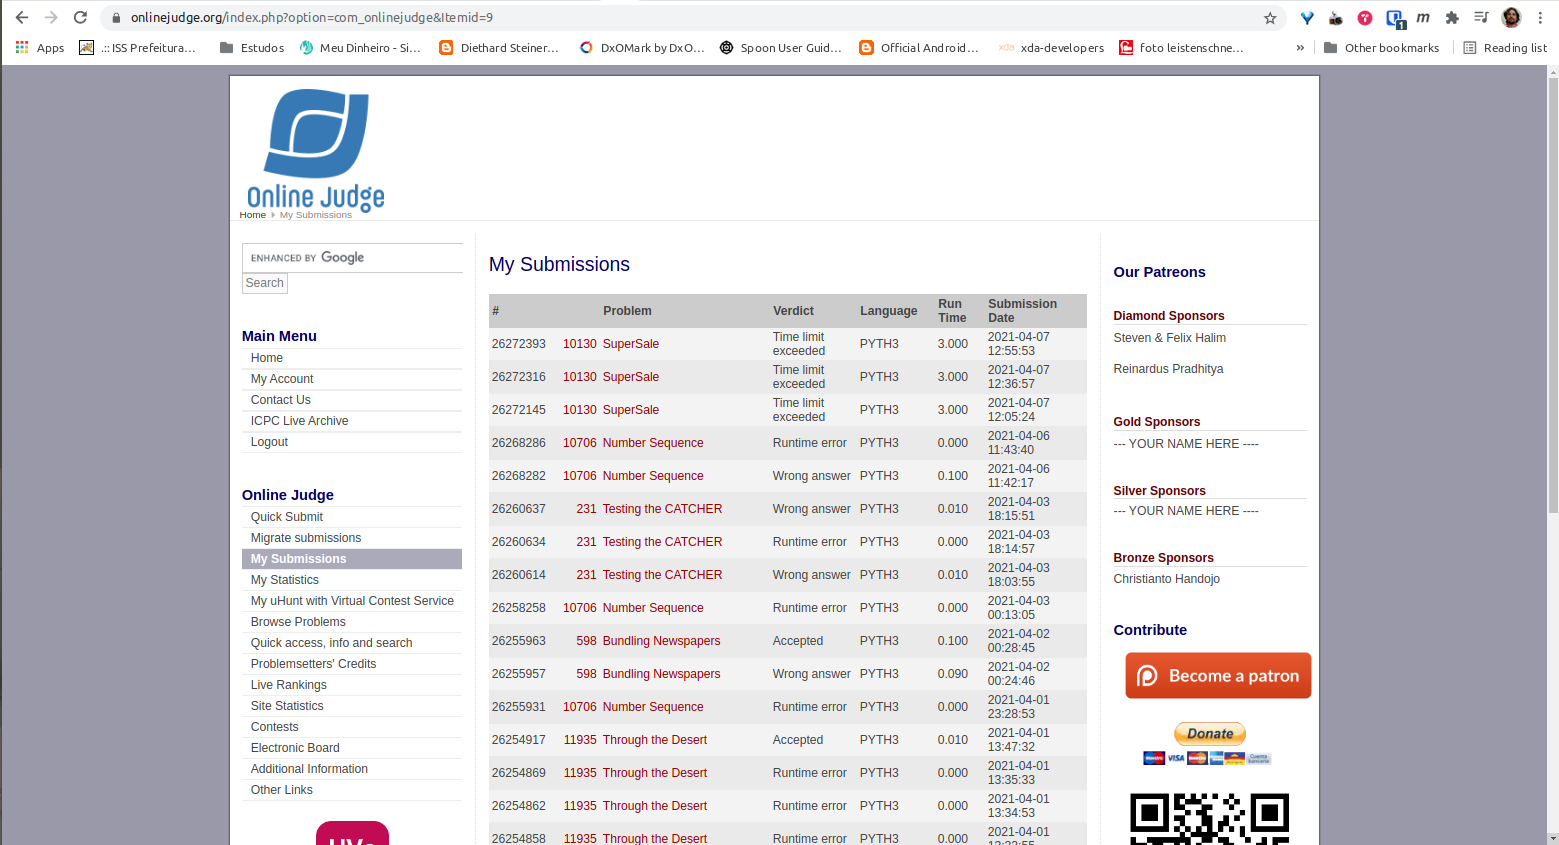 onlinejudge.org/index.php?option=com_onlinejudge&Itemid=9
1
m
Apps
.:: ISS Prefeitura…
Estudos
Meu Dinheiro - Si…
Diethard Steiner…
DxOMark by DxO…
Spoon User Guid…
Official Android…
xda xda-developers
foto leistenschne…
»
Other bookmarks
Reading list
Online Judge
Home My Submissions
ENHANCED BY Google
Search
Main Menu
Home
My Account
Contact Us
ICPC Live Archive
Logout
Online Judge
Quick Submit
Migrate submissions
My Submissions
My Statistics
My uHunt with Virtual Contest Service
Browse Problems
Quick access, info and search
Problemsetters' Credits
Live Rankings
Site Statistics
Contests
Electronic Board
Additional Information
Other Links
My Submissions
# Problem Verdict Language Run Time Submission Date
26272393 10130 SuperSale Time limit exceeded PYTH3 3.000 2021-04-07 12:55:53
26272316 10130 SuperSale Time limit exceeded PYTH3 3.000 2021-04-07 12:36:57
26272145 10130 SuperSale Time limit exceeded PYTH3 3.000 2021-04-07 12:05:24
26268286 10706 Number Sequence Runtime error PYTH3 0.000 2021-04-06 11:43:40
26268282 10706 Number Sequence Wrong answer PYTH3 0.100 2021-04-06 11:42:17
26260637 231 Testing the CATCHER Wrong answer PYTH3 0.010 2021-04-03 18:15:51
26260634 231 Testing the CATCHER Runtime error PYTH3 0.000 2021-04-03 18:14:57
26260614 231 Testing the CATCHER Wrong answer PYTH3 0.010 2021-04-03 18:03:55
26258258 10706 Number Sequence Runtime error PYTH3 0.000 2021-04-03 00:13:05
26255963 598 Bundling Newspapers Accepted PYTH3 0.100 2021-04-02 00:28:45
26255957 598 Bundling Newspapers Wrong answer PYTH3 0.090 2021-04-02 00:24:46
26255931 10706 Number Sequence Runtime error PYTH3 0.000 2021-04-01 23:28:53
26254917 11935 Through the Desert Accepted PYTH3 0.010 2021-04-01 13:47:32
26254869 11935 Through the Desert Runtime error PYTH3 0.000 2021-04-01 13:35:33
26254862 11935 Through the Desert Runtime error PYTH3 0.000 2021-04-01 13:34:53
26254858 11935 Through the Desert Runtime error PYTH3 0.000 2021-04-01
Our Patreons
Diamond Sponsors
Steven & Felix Halim
Reinardus Pradhitya
Gold Sponsors
--- YOUR NAME HERE ----
Silver Sponsors
--- YOUR NAME HERE ----
Bronze Sponsors
Christianto Handojo
Contribute
Become a patron
Donate
VISA